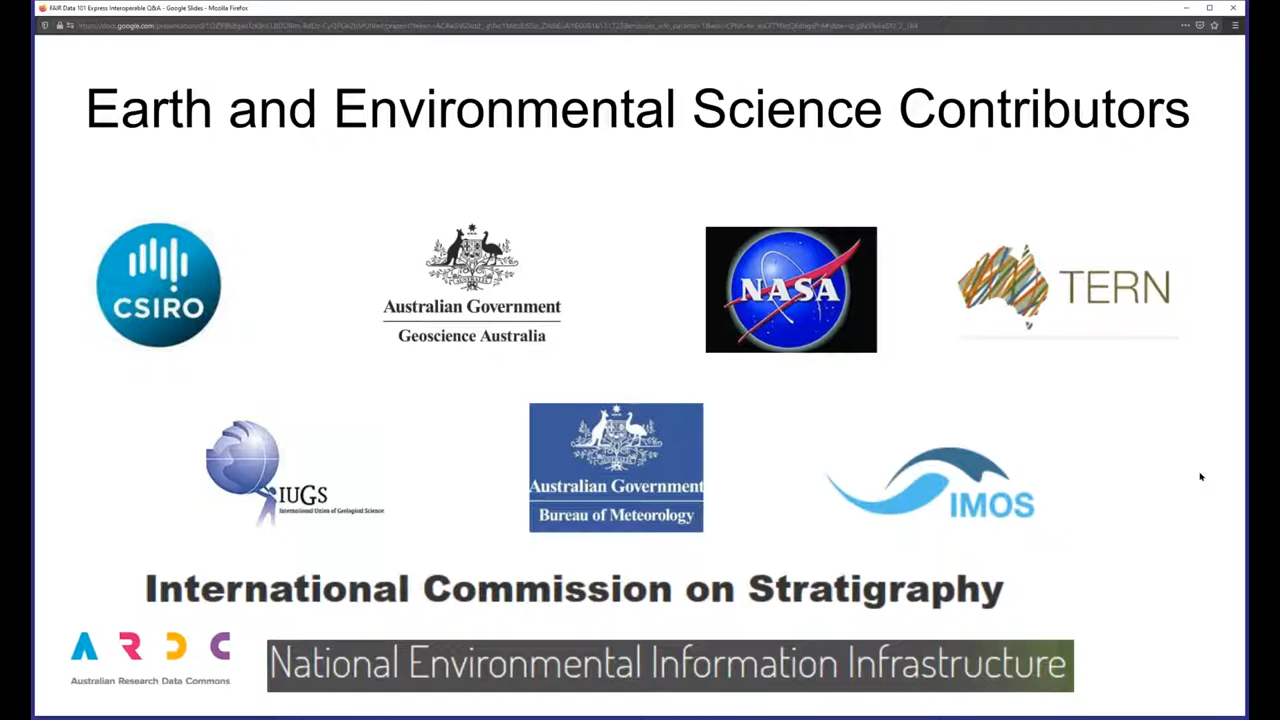 FAIR Data 101 Express Interoperable Q&A - Google Slides - Mozilla Firefox
Earth and Environmental Science Contributors
CSIRO
Australian Government
Geoscience Australia
NASA
TERN
IUGS
International Union of Geological Science.
Australian Government
Bureau of Meteorology
IMOS
International Commission on Stratigraphy
ARDC
Australian Research Data Commons
National Environmental Information Infrastructure